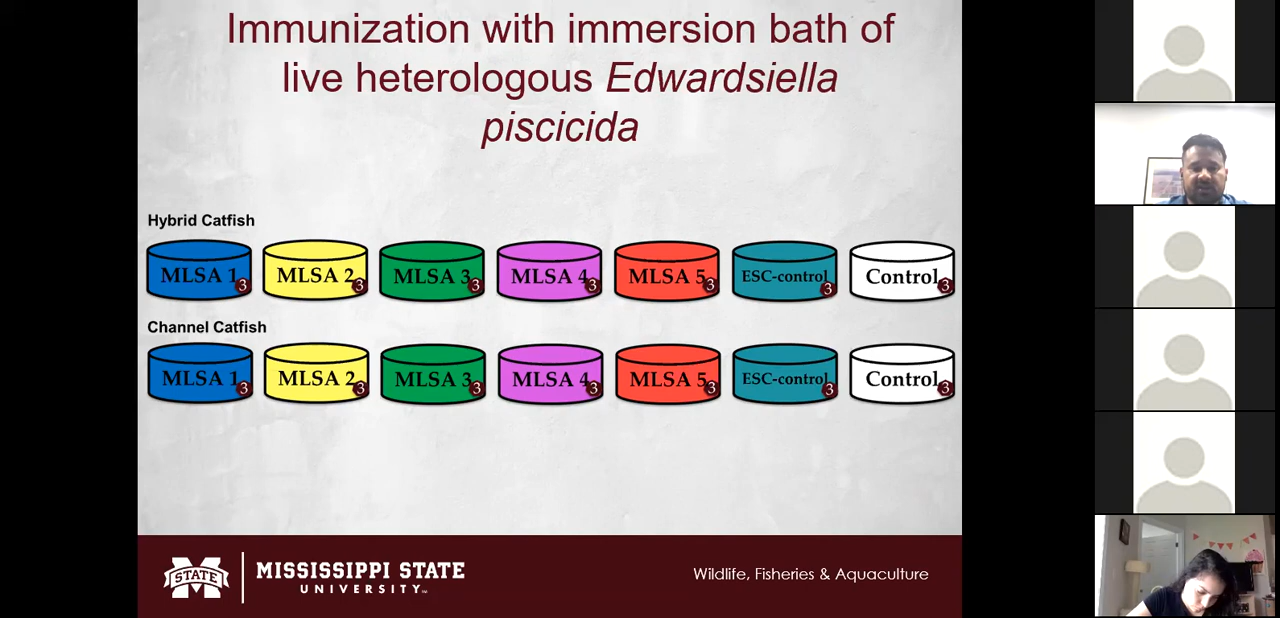 Immunization with immersion bath of
live heterologous Edwardsiella
piscicida
Hybrid Catfish
MLSA 1 3 MLSA 2 3 MLSA 3 3 MLSA 4 3 MLSA 5 3 ESC-control 3 Control 3
Channel Catfish
MLSA 1 3 MLSA 2 3 MLSA 3 3 MLSA 4 3 MLSA 5 3 ESC-control 3 Control 3
STATE MISSISSIPPI STATE
UNIVERSITY™
Wildlife, Fisheries & Aquaculture